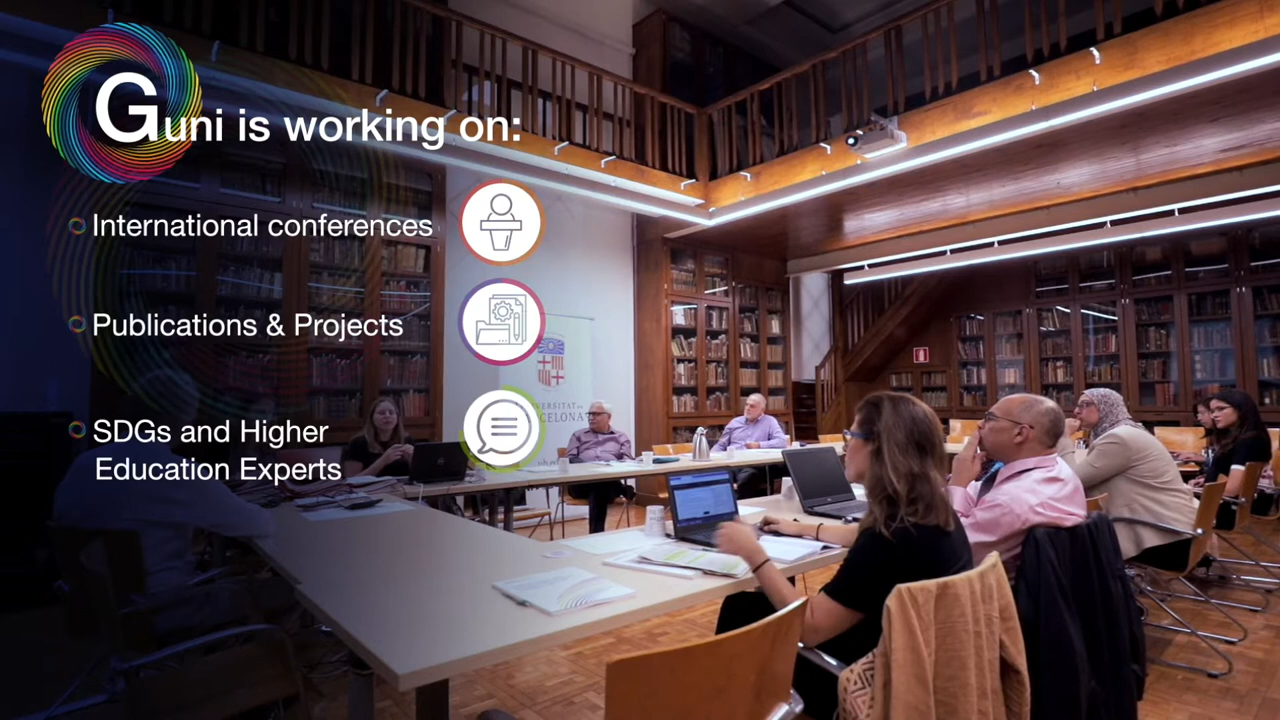 Guni is working on:
International conferences
Publications & Projects
SDGs and Higher
Education Experts
UNIVERSITAT DE
BARCELONA